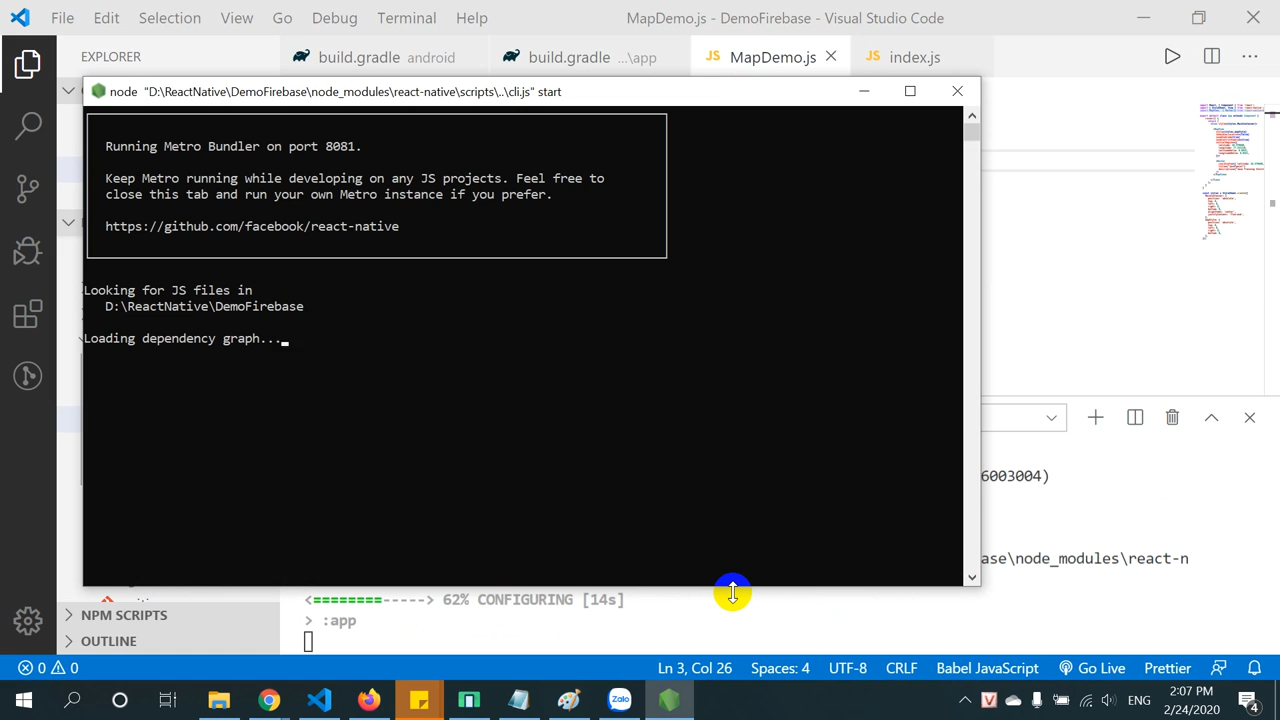 File Edit Selection View Go Debug Terminal Help MapDemo.js - DemoFirebase - Visual Studio Code
EXPLORER build.gradle android build.gradle ...\app JS MapDemo.js JS index.js
node "D:\ReactNative\DemoFirebase\node_modules\react-native\scripts\..\cli.js"
Running Metro Bundler on port 8081.
Keep Metro running while developing on any JS projects. Feel free to
close this tab and run your own Metro instance if you prefer.
https://github.com/facebook/react-native
Looking for JS files in
D:\ReactNative\DemoFirebase
Loading dependency graph...
6003004)
ase\node_modules\react-n
<========-----> 62% CONFIGURING [14s]
> :app
NPM SCRIPTS
OUTLINE
0 0 Ln 3, Col 26 Spaces: 4 UTF-8 CRLF Babel JavaScript Go Live Prettier
Zalo V ENG 2:07 PM
2/24/2020 4